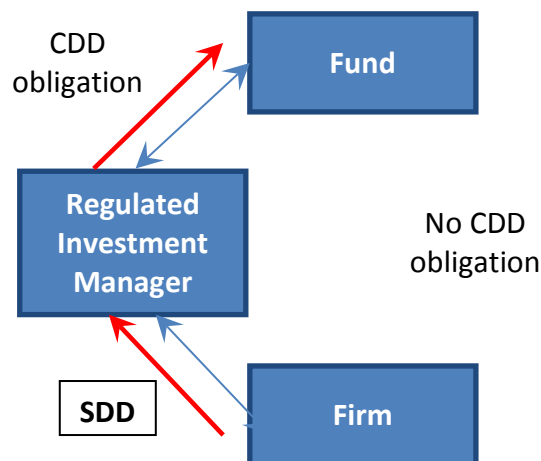 CDD
obligation
Fund
Regulated
Investment
Manager
No CDD
obligation
SDD
Firm